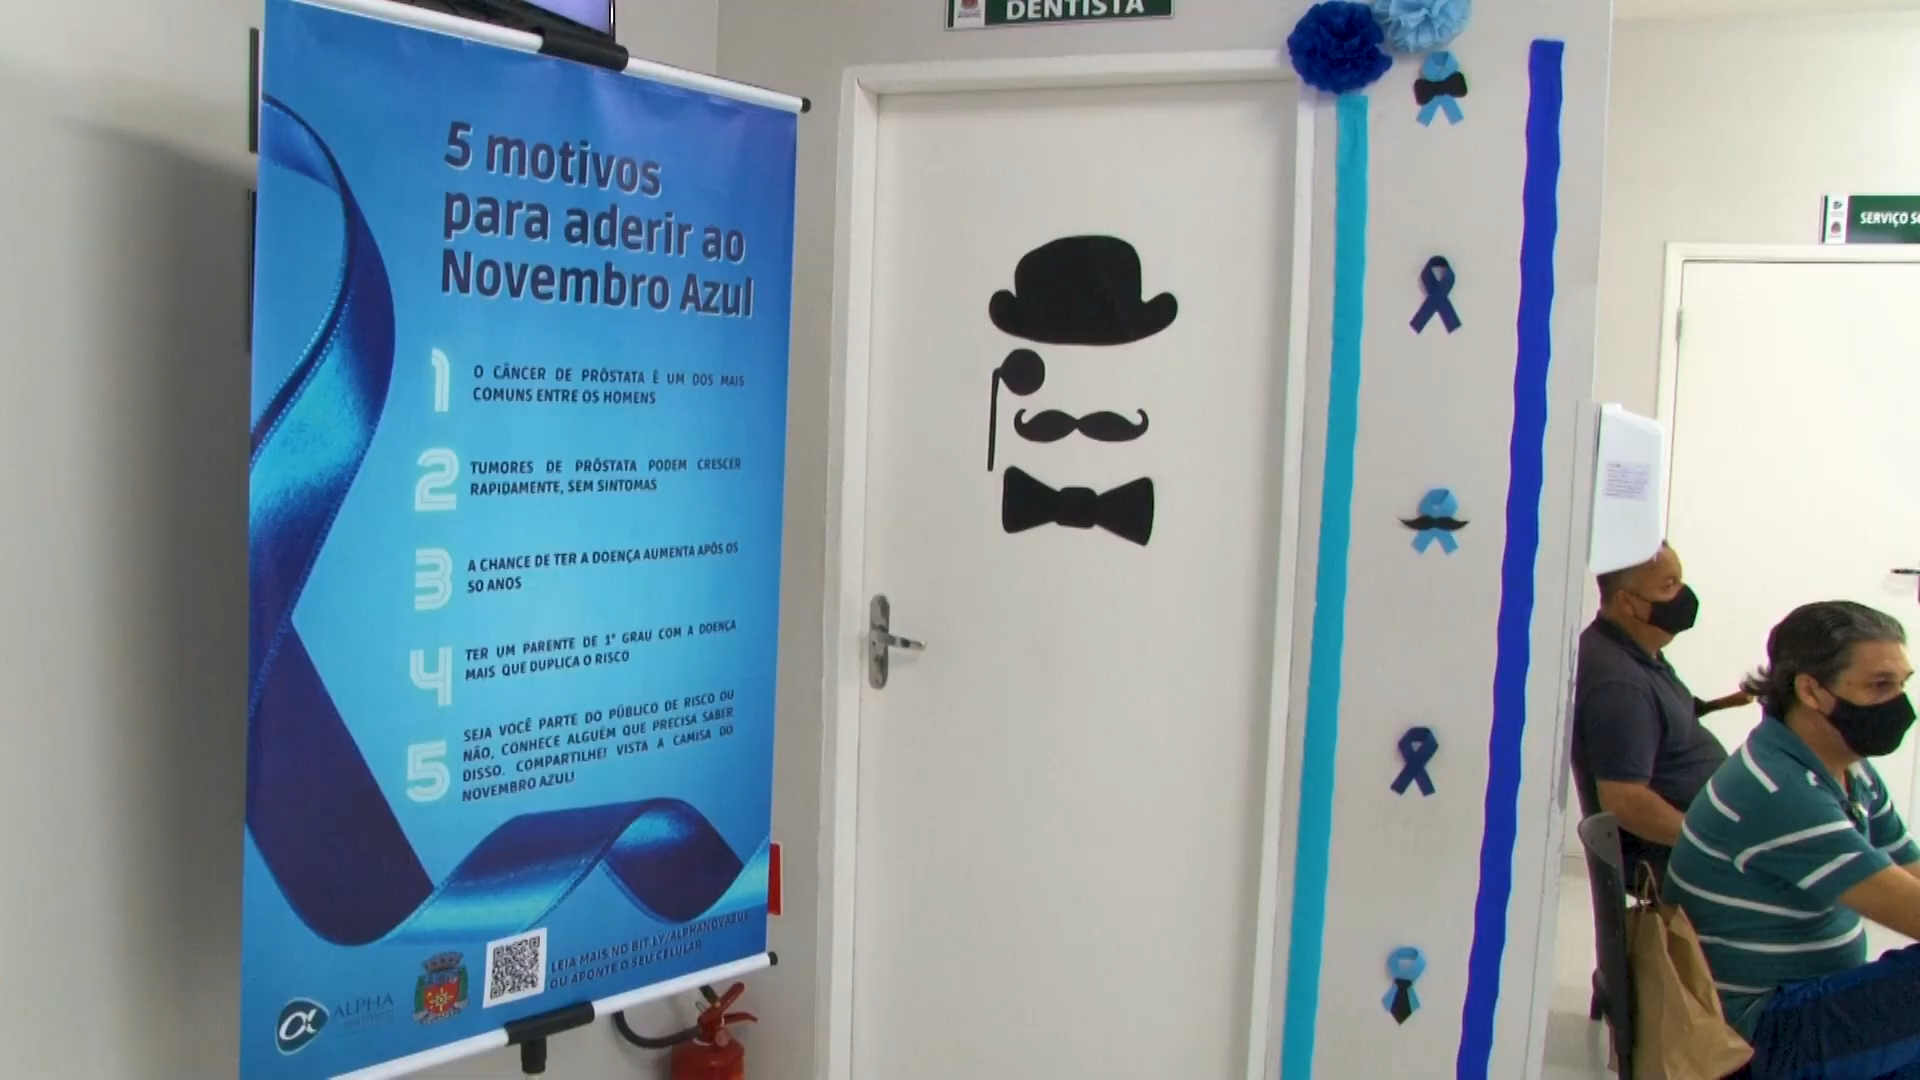 DENTISTA
5 motivos
para aderir ao
Novembro Azul
1
O CÂNCER DE PRÓSTATA É UM DOS MAIS
COMUNS ENTRE OS HOMENS
2
TUMORES DE PRÓSTATA PODEM CRESCER
RAPIDAMENTE, SEM SINTOMAS
3
A CHANCE DE TER A DOENÇA AUMENTA APÓS OS
50 ANOS
4
TER UM PARENTE DE 1° GRAU COM A DOENÇA
MAIS QUE DUPLICA O RISCO
5
SEJA VOCÊ PARTE DO PÚBLICO DE RISCO OU
NÃO, CONHECE ALGUÉM QUE PRECISA SABER
DISSO. COMPARTILHE! VISTA A CAMISA DO
NOVEMBRO AZUL!
LEIA MAIS NO BIT.LY/ALPHANOVAZUL
OU APONTE O SEU CELULAR
ALPHA
SERVIÇO